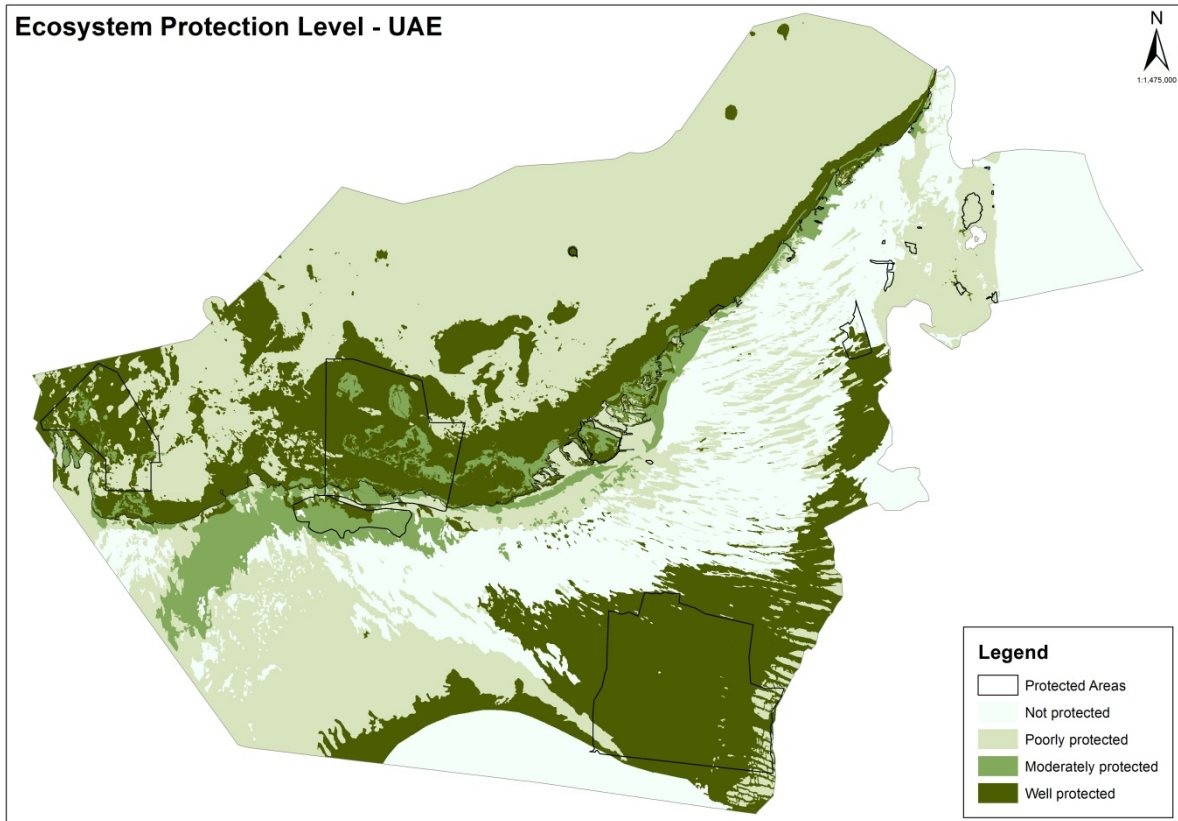 Ecosystem Protection Level - UAE
N
1:1,475,000
Legend
Protected Areas
Not protected
Poorly protected
Moderately protected
Well protected